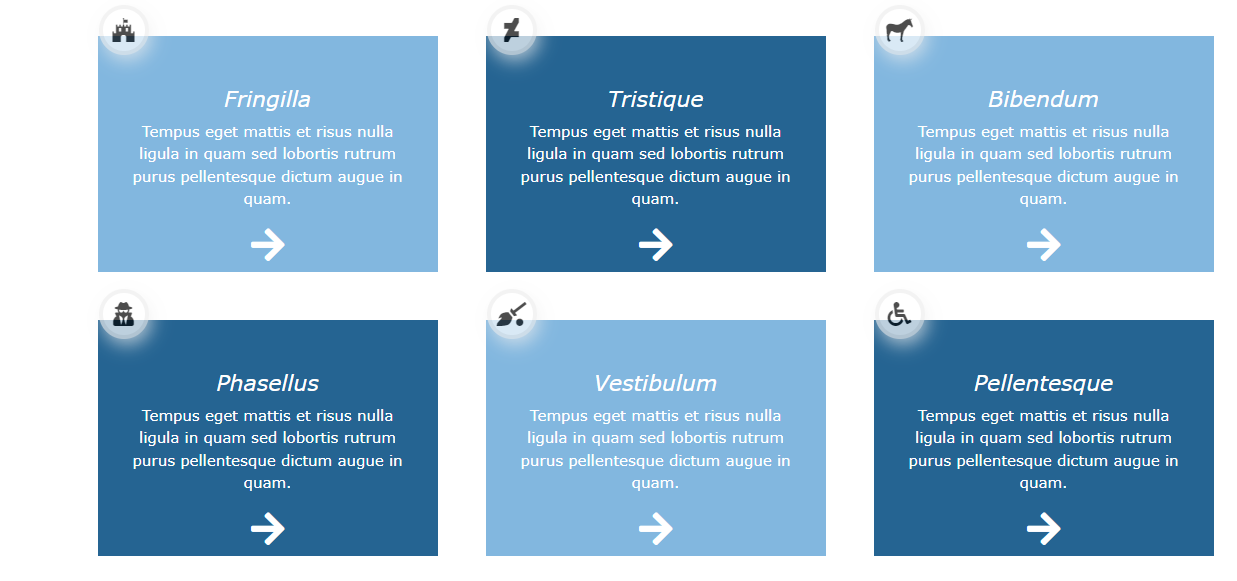 Fringilla
Tempus eget mattis et risus nulla
ligula in quam sed lobortis rutrum
purus pellentesque dictum augue in
quam.
Tristique
Tempus eget mattis et risus nulla
ligula in quam sed lobortis rutrum
purus pellentesque dictum augue in
quam.
Bibendum
Tempus eget mattis et risus nulla
ligula in quam sed lobortis rutrum
purus pellentesque dictum augue in
quam.
Phasellus
Tempus eget mattis et risus nulla
ligula in quam sed lobortis rutrum
purus pellentesque dictum augue in
quam.
Vestibulum
Tempus eget mattis et risus nulla
ligula in quam sed lobortis rutrum
purus pellentesque dictum augue in
quam.
Pellentesque
Tempus eget mattis et risus nulla
ligula in quam sed lobortis rutrum
purus pellentesque dictum augue in
quam.